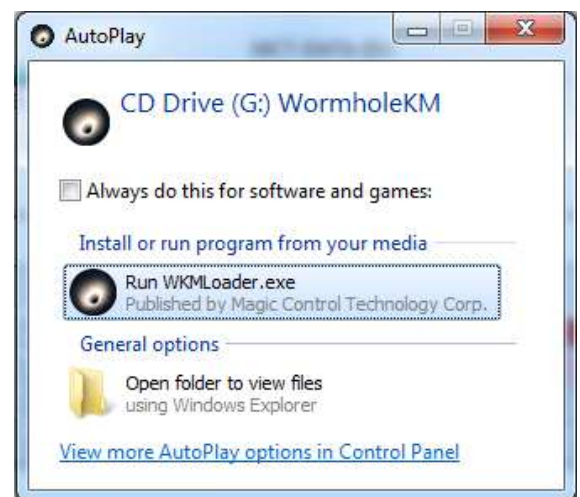 AutoPlay
CD Drive (G:) WormholeKM
Always do this for software and games:
Install or run program from your media
Run WKMLoader.exe
Published by Magic Control Technology Corp.
General options
Open folder to view files
using Windows Explorer
View more AutoPlay options in Control Panel